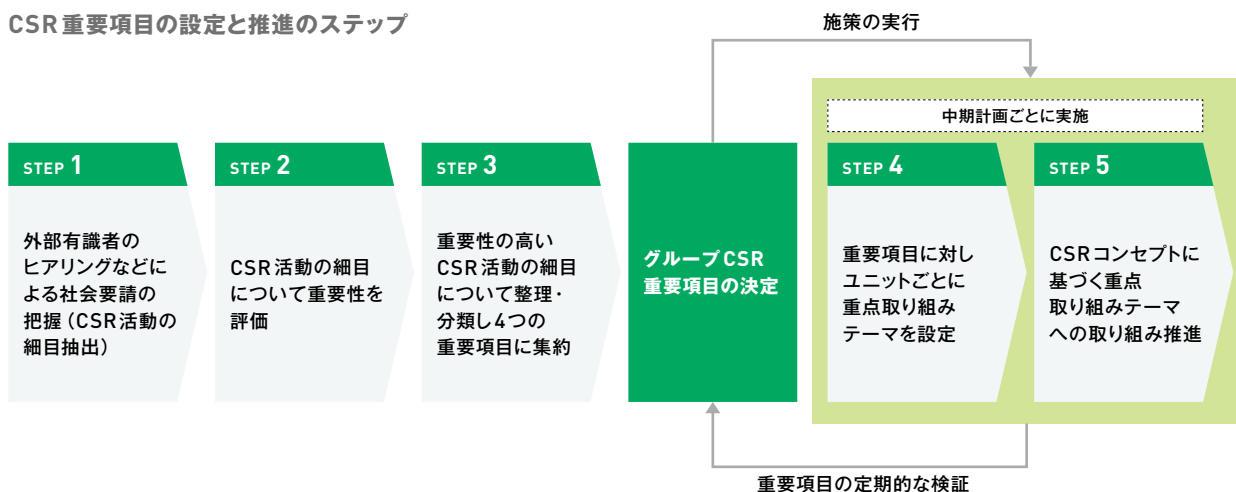 CSR重要項目の設定と推進のステップ
施策の実行
中期計画ごとに実施
STEP 1
外部有識者の
ヒアリングなどに
よる社会要請の
把握（CSR活動の
細目抽出）
STEP 2
CSR活動の細目
について重要性を
評価
STEP 3
重要性の高い
CSR活動の細目
について整理・
分類し4つの
重要項目に集約
グループCSR
重要項目の決定
STEP 4
重要項目に対し
ユニットごとに
重点取り組み
テーマを設定
STEP 5
CSRコンセプトに
基づく重点
取り組みテーマ
への取り組み推進
重要項目の定期的な検証